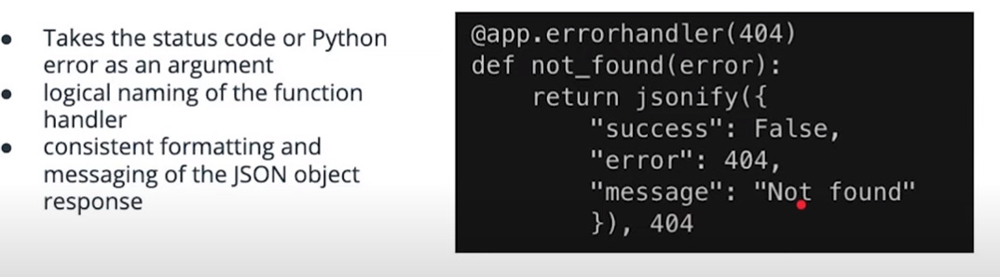 • Takes the status code or Python
error as an argument
• logical naming of the function
handler
• consistent formatting and
messaging of the JSON object
response
@app.errorhandler(404)
def not_found(error):
    return jsonify({
        "success": False,
        "error": 404,
        "message": "Not found"
        }), 404